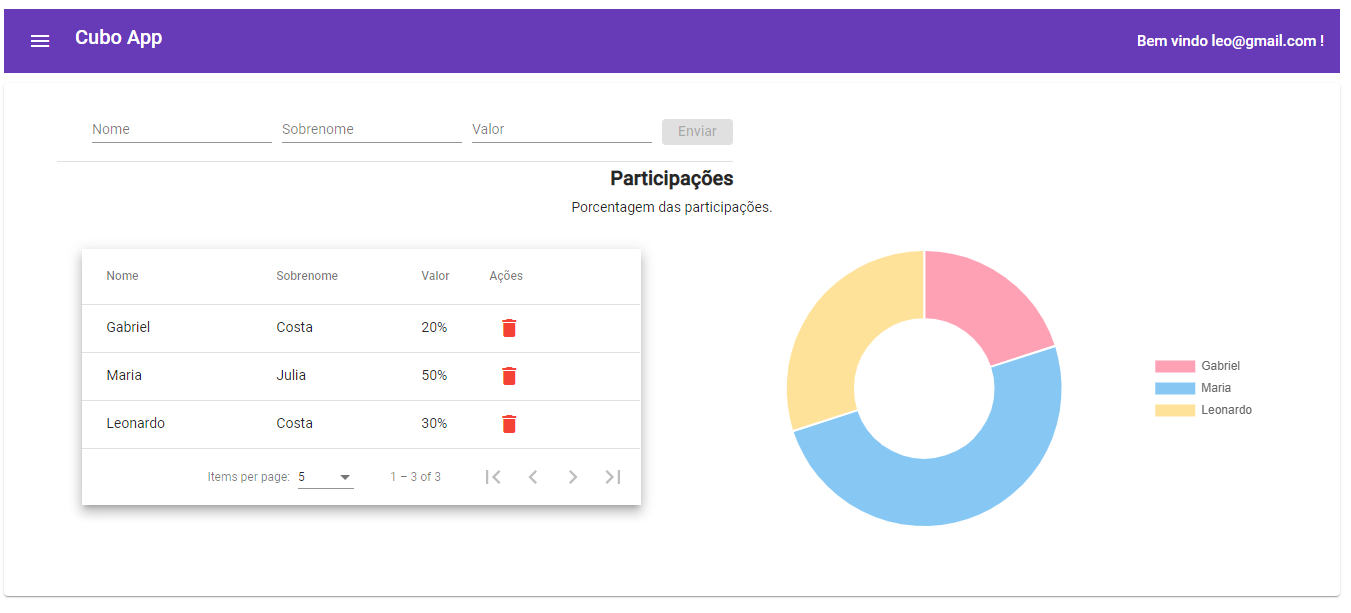 Cubo App
Bem vindo leo@gmail.com !
Nome Sobrenome Valor Enviar
Participações
Porcentagem das participações.
Nome Sobrenome Valor Ações
Gabriel Costa 20%
Maria Julia 50%
Leonardo Costa 30%
Items per page: 5 1 – 3 of 3
Gabriel
Maria
Leonardo